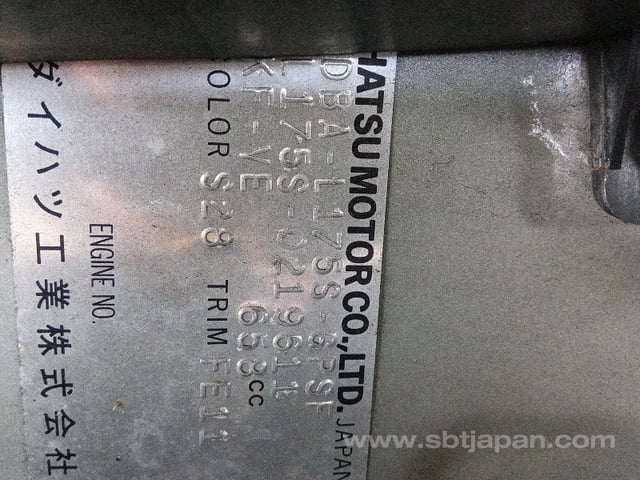 HATSU MOTOR CO.,LTD. JAPAN
DBA-L175S-GPSF
L175S-0219611
KF-VE 658cc
COLOR S28 TRIM FE11
ENGINE NO.
ダイハツ工業株式会社
www.sbtjapan.com